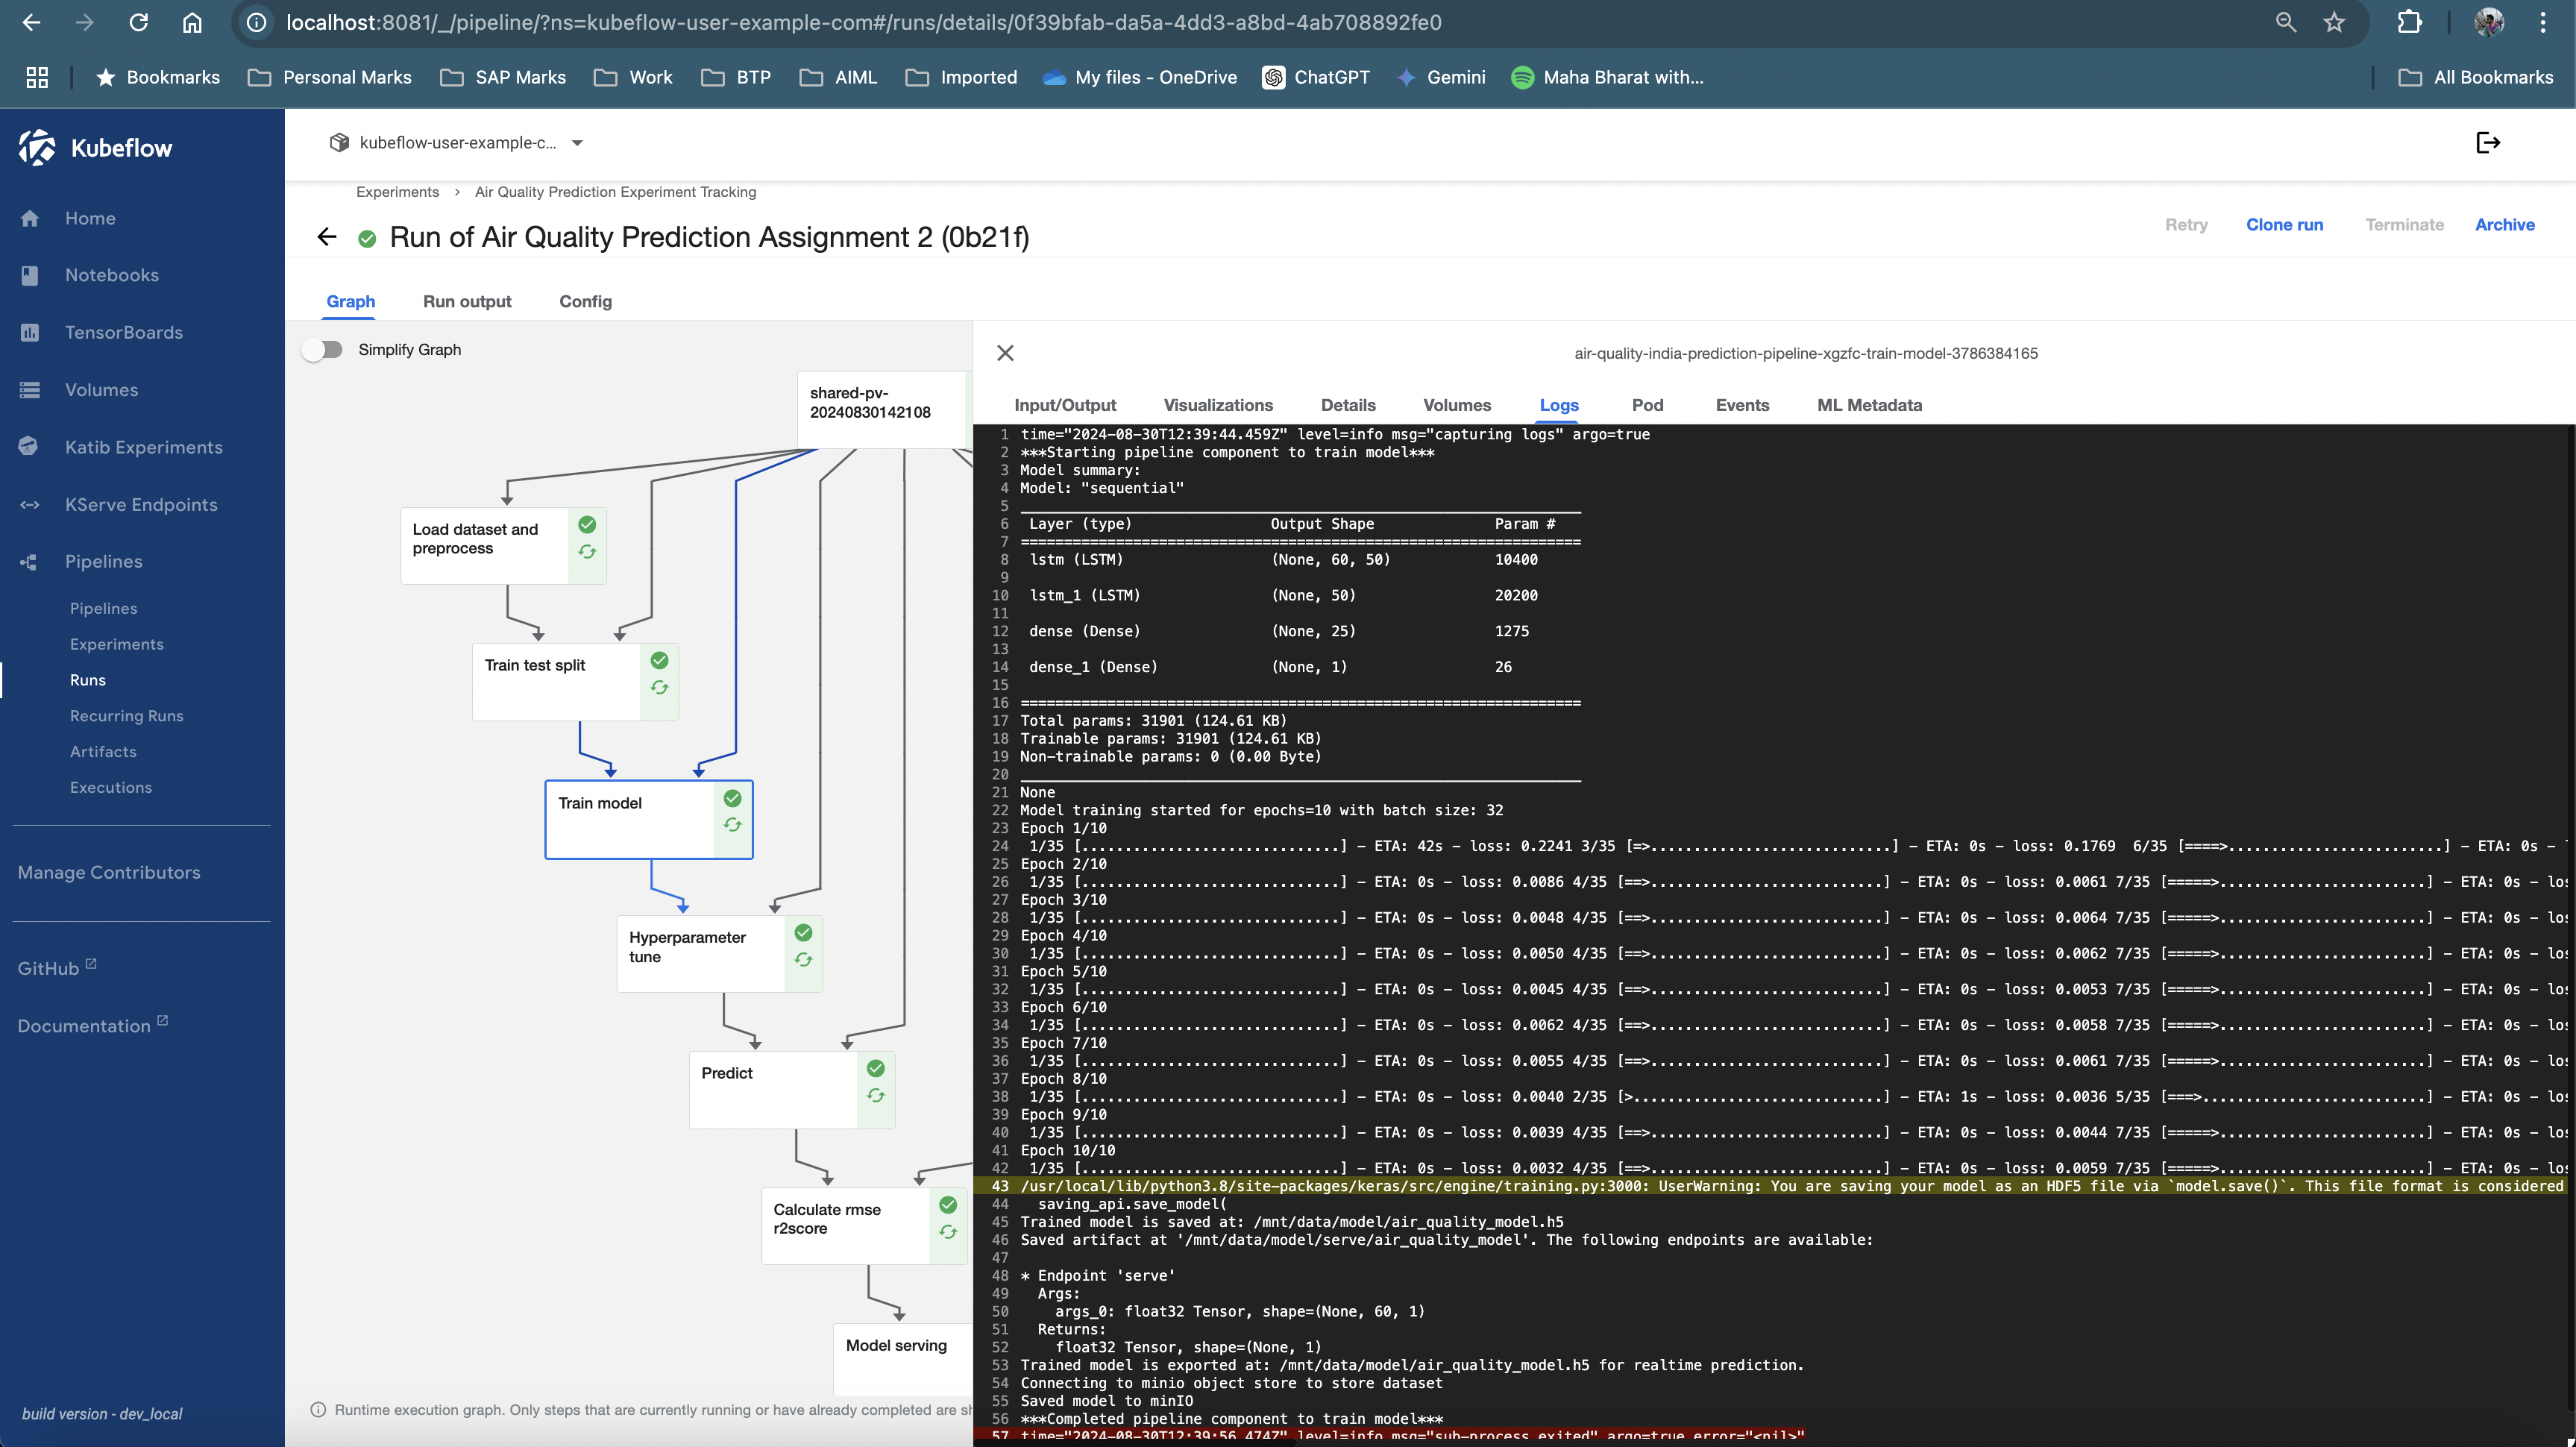 localhost:8081/_/pipeline/?ns=kubeflow-user-example-com#/runs/details/0f39bfab-da5a-4dd3-a8bd-4ab708892fe0
Bookmarks Personal Marks SAP Marks Work BTP AIML Imported My files - OneDrive ChatGPT Gemini Maha Bharat with... All Bookmarks
Kubeflow
Home
Notebooks
TensorBoards
Volumes
Katib Experiments
KServe Endpoints
Pipelines
Pipelines
Experiments
Runs
Recurring Runs
Artifacts
Executions
Manage Contributors
GitHub
Documentation
build version - dev_local
kubeflow-user-example-c...
Experiments > Air Quality Prediction Experiment Tracking
Run of Air Quality Prediction Assignment 2 (0b21f)
Retry Clone run Terminate Archive
Graph Run output Config
Simplify Graph
shared-pv-
20240830142108
Load dataset and
preprocess
Train test split
Train model
Hyperparameter
tune
Predict
Calculate rmse
r2score
Model serving
Runtime execution graph. Only steps that are currently running or have already completed are sh
air-quality-india-prediction-pipeline-xgzfc-train-model-3786384165
Input/Output Visualizations Details Volumes Logs Pod Events ML Metadata
1 time="2024-08-30T12:39:44.459Z" level=info msg="capturing logs" argo=true
2 ***Starting pipeline component to train model***
3 Model summary:
4 Model: "sequential"
5 _________________________________________________________________
6 Layer (type) Output Shape Param #
7 =================================================================
8 lstm (LSTM) (None, 60, 50) 10400
9
10 lstm_1 (LSTM) (None, 50) 20200
11
12 dense (Dense) (None, 25) 1275
13
14 dense_1 (Dense) (None, 1) 26
15
16 =================================================================
17 Total params: 31901 (124.61 KB)
18 Trainable params: 31901 (124.61 KB)
19 Non-trainable params: 0 (0.00 Byte)
20 _________________________________________________________________
21 None
22 Model training started for epochs=10 with batch size: 32
23 Epoch 1/10
24 1/35 [..............................] - ETA: 42s - loss: 0.2241 3/35 [=>............................] - ETA: 0s - loss: 0.1769 6/35 [====>.........................] - ETA: 0s -
25 Epoch 2/10
26 1/35 [..............................] - ETA: 0s - loss: 0.0086 4/35 [==>...........................] - ETA: 0s - loss: 0.0061 7/35 [=====>........................] - ETA: 0s - los
27 Epoch 3/10
28 1/35 [..............................] - ETA: 0s - loss: 0.0048 4/35 [==>...........................] - ETA: 0s - loss: 0.0064 7/35 [=====>........................] - ETA: 0s - los
29 Epoch 4/10
30 1/35 [..............................] - ETA: 0s - loss: 0.0050 4/35 [==>...........................] - ETA: 0s - loss: 0.0062 7/35 [=====>........................] - ETA: 0s - los
31 Epoch 5/10
32 1/35 [..............................] - ETA: 0s - loss: 0.0045 4/35 [==>...........................] - ETA: 0s - loss: 0.0053 7/35 [=====>........................] - ETA: 0s - los
33 Epoch 6/10
34 1/35 [..............................] - ETA: 0s - loss: 0.0062 4/35 [==>...........................] - ETA: 0s - loss: 0.0058 7/35 [=====>........................] - ETA: 0s - los
35 Epoch 7/10
36 1/35 [..............................] - ETA: 0s - loss: 0.0055 4/35 [==>...........................] - ETA: 0s - loss: 0.0061 7/35 [=====>........................] - ETA: 0s - los
37 Epoch 8/10
38 1/35 [..............................] - ETA: 0s - loss: 0.0040 2/35 [>.............................] - ETA: 1s - loss: 0.0036 5/35 [===>..........................] - ETA: 0s - los
39 Epoch 9/10
40 1/35 [..............................] - ETA: 0s - loss: 0.0039 4/35 [==>...........................] - ETA: 0s - loss: 0.0044 7/35 [=====>........................] - ETA: 0s - los
41 Epoch 10/10
42 1/35 [..............................] - ETA: 0s - loss: 0.0032 4/35 [==>...........................] - ETA: 0s - loss: 0.0059 7/35 [=====>........................] - ETA: 0s - los
43 /usr/local/lib/python3.8/site-packages/keras/src/engine/training.py:3000: UserWarning: You are saving your model as an HDF5 file via `model.save()`. This file format is considered
44 saving_api.save_model(
45 Trained model is saved at: /mnt/data/model/air_quality_model.h5
46 Saved artifact at '/mnt/data/model/serve/air_quality_model'. The following endpoints are available:
47
48 * Endpoint 'serve'
49 Args:
50 args_0: float32 Tensor, shape=(None, 60, 1)
51 Returns:
52 float32 Tensor, shape=(None, 1)
53 Trained model is exported at: /mnt/data/model/air_quality_model.h5 for realtime prediction.
54 Connecting to minio object store to store dataset
55 Saved model to minIO
56 ***Completed pipeline component to train model***
57 time="2024-08-30T12:39:56.474Z" level=info msg="sub-process exited" argo=true error="<nil>"